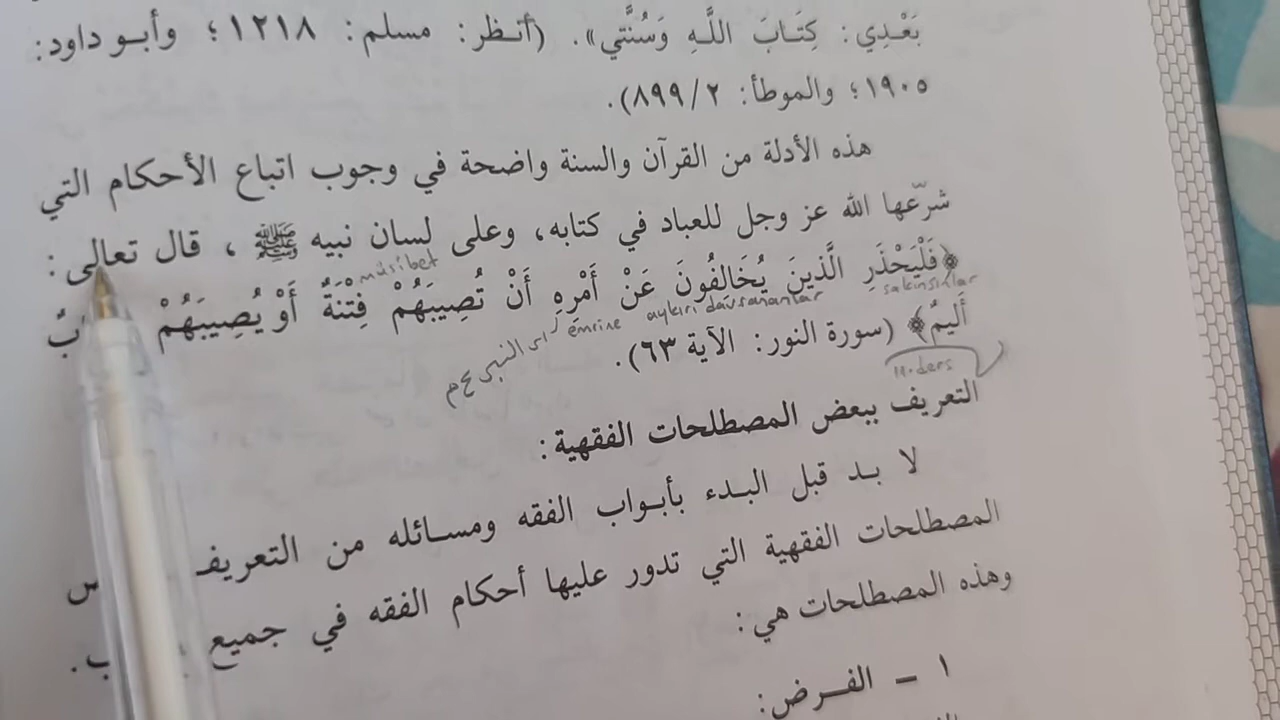 بَعْدِي: كِتَابَ اللَّهِ وَسُنَّتِي». (أنظر: مسلم: ١٢١٨؛ وأبو داود:
١٩٠٥؛ والموطأ: ٨٩٩/٢).
هذه الأدلة من القرآن والسنة واضحة في وجوب اتباع الأحكام التي
شرّعها الله عز وجل للعباد في كتابه، وعلى لسان نبيه ﷺ، قال تعالى:
müsibet
﴿فَلْيَحْذَرِ الَّذِينَ يُخَالِفُونَ عَنْ أَمْرِهِ أَنْ تُصِيبَهُمْ فِتْنَةٌ أَوْ يُصِيبَهُمْ
sakınsınlar
aykırı davrananlar
emrine
أَلِيمٌ﴾ (سورة النور: الآية ٦٣).
النبي ع م
11. ders
التعريف ببعض المصطلحات الفقهية:
لا بد قبل البدء بأبواب الفقه ومسائله من التعريف
المصطلحات الفقهية التي تدور عليها أحكام الفقه في جميع
وهذه المصطلحات هي:
١ ــ الفرض: